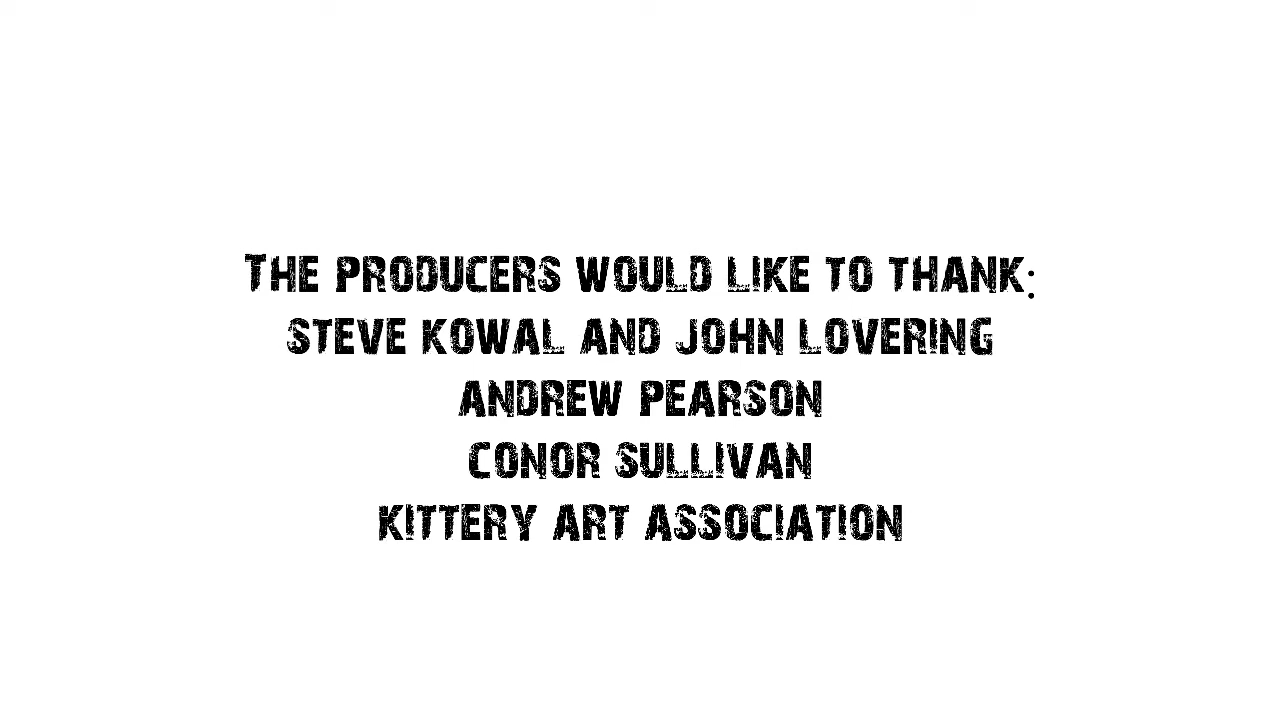 THE PRODUCERS WOULD LIKE TO THANK:
STEVE KOWAL AND JOHN LOVERING
ANDREW PEARSON
CONOR SULLIVAN
KITTERY ART ASSOCIATION